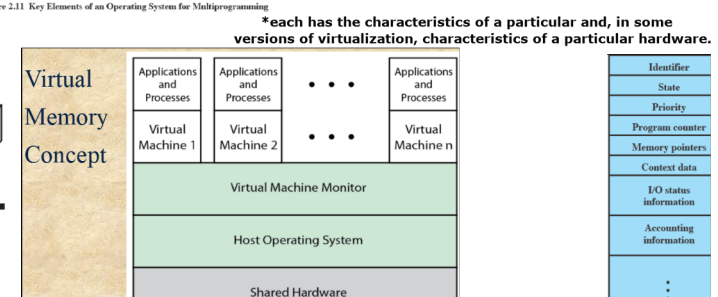 e 2.11 Key Elements of an Operating System for Multiprogramming
*each has the characteristics of a particular and, in some
versions of virtualization, characteristics of a particular hardware.
Virtual
Memory
Concept
Applications
and
Processes
Applications
and
Processes
• • •
Applications
and
Processes
Virtual
Machine 1
Virtual
Machine 2
• • •
Virtual
Machine n
Virtual Machine Monitor
Host Operating System
Shared Hardware
Identifier
State
Priority
Program counter
Memory pointers
Context data
I/O status
information
Accounting
information